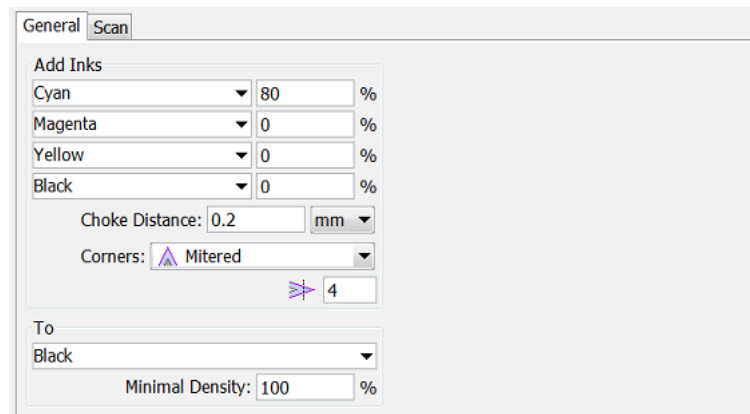 General Scan
Add Inks
Cyan 80 %
Magenta 0 %
Yellow 0 %
Black 0 %
Choke Distance: 0.2 mm
Corners: Mitered
4
To
Black
Minimal Density: 100 %